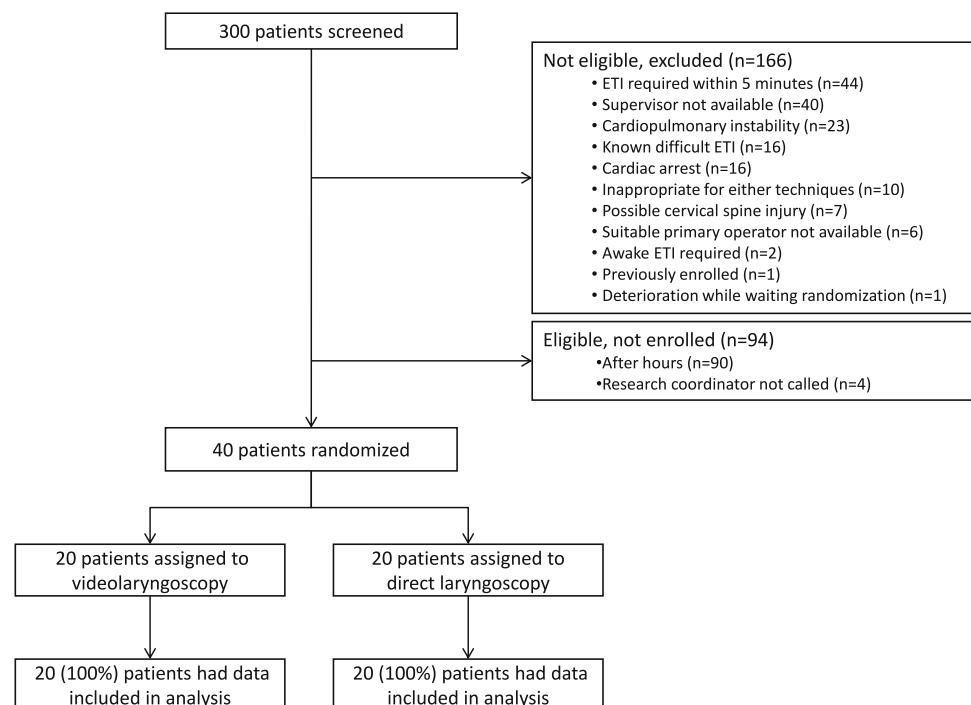 300 patients screened
Not eligible, excluded (n=166)
• ETI required within 5 minutes (n=44)
• Supervisor not available (n=40)
• Cardiopulmonary instability (n=23)
• Known difficult ETI (n=16)
• Cardiac arrest (n=16)
• Inappropriate for either techniques (n=10)
• Possible cervical spine injury (n=7)
• Suitable primary operator not available (n=6)
• Awake ETI required (n=2)
• Previously enrolled (n=1)
• Deterioration while waiting randomization (n=1)
Eligible, not enrolled (n=94)
•After hours (n=90)
•Research coordinator not called (n=4)
40 patients randomized
20 patients assigned to
videolaryngoscopy
20 patients assigned to
direct laryngoscopy
20 (100%) patients had data
included in analysis
20 (100%) patients had data
included in analysis